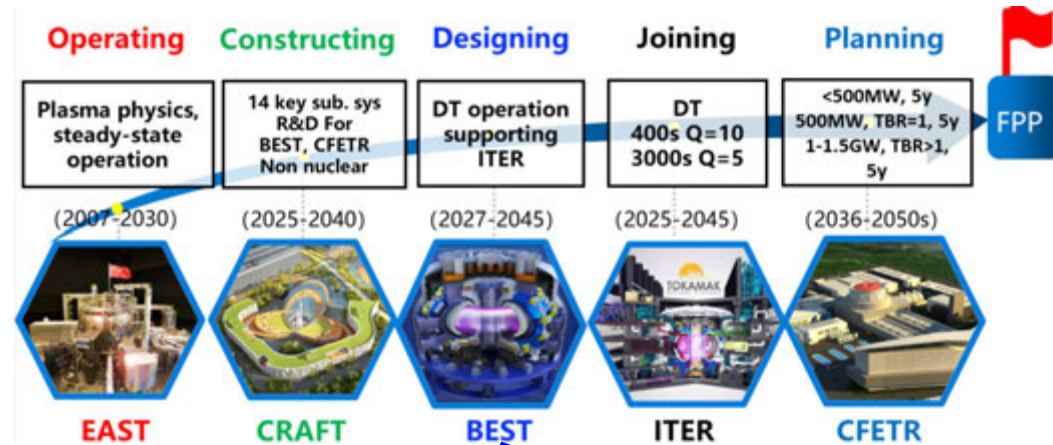 Operating
Constructing
Designing
Joining
Planning
Plasma physics,
steady-state
operation
14 key sub. sys
R&D For
BEST, CFETR
Non nuclear
DT operation
supporting
ITER
DT
400s Q=10
3000s Q=5
<500MW, 5y
500MW, TBR=1, 5y
1-1.5GW, TBR>1,
5y
FPP
(2007-2030)
(2025-2040)
(2027-2045)
(2025-2045)
(2036-2050s)
TOKAMAK
EAST
CRAFT
BEST
ITER
CFETR